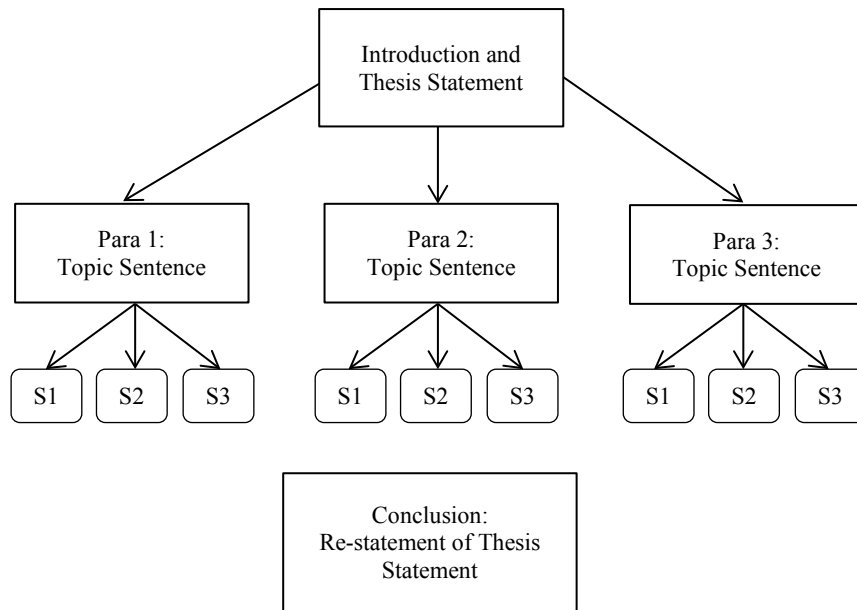 Introduction and
Thesis Statement
Para 1:
Topic Sentence
Para 2:
Topic Sentence
Para 3:
Topic Sentence
S1
S2
S3
S1
S2
S3
S1
S2
S3
Conclusion:
Re-statement of Thesis
Statement